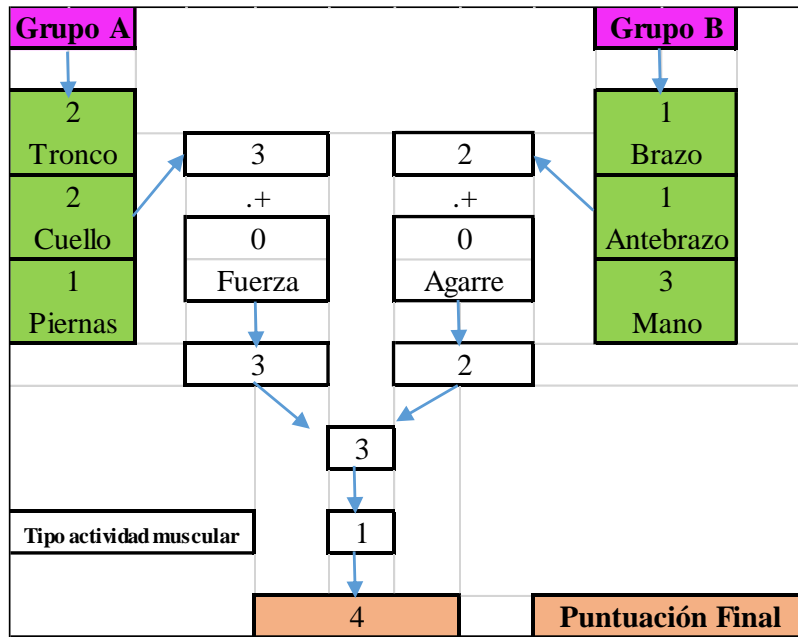 Grupo A
Grupo B
2
1
Tronco
3
2
Brazo
2
.+
.+
1
Cuello
0
0
Antebrazo
1
Fuerza
Agarre
3
Piernas
Mano
3
2
3
Tipo actividad muscular
1
4
Puntuación Final